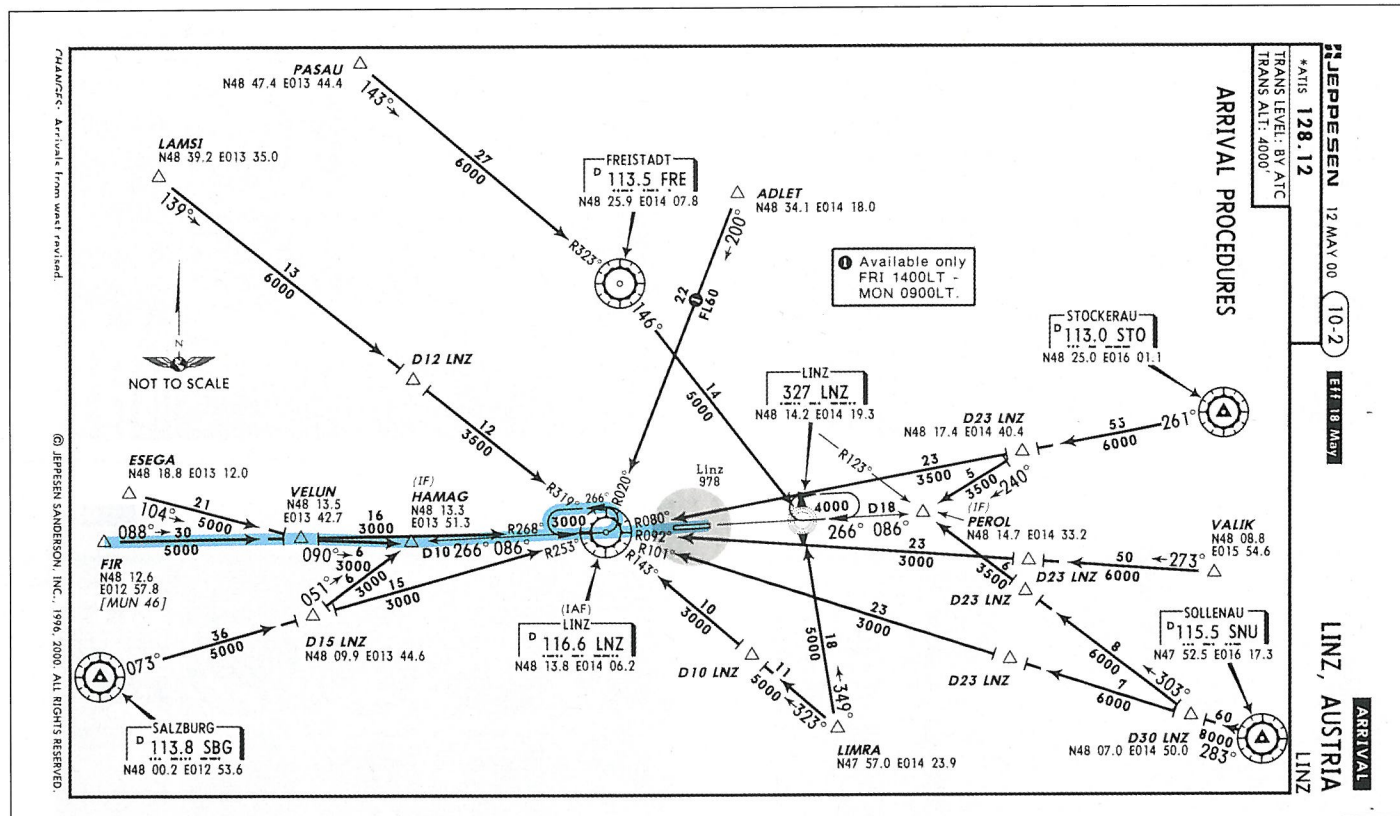 JEPPESEN 12 MAY 00 10-2 Eff 18 May
ARRIVAL
LINZ, AUSTRIA
LINZ
*ATIS 128.12
TRANS LEVEL: BY ATC
TRANS ALT: 4000'
ARRIVAL PROCEDURES
PASAU
N48 47.4 E013 44.4
143°
27
6000
R323°
LAMSI
N48 39.2 E013 35.0
139°
13
6000
FREISTADT
D 113.5 FRE
N48 25.9 E014 07.8
146°
14
5000
ADLET
N48 34.1 E014 18.0
200°
22
1
FL60
R020°
1 Available only
FRI 1400LT -
MON 0900LT.
N
NOT TO SCALE
D12 LNZ
12
3500
R319°
STOCKERAU
D 113.0 STO
N48 25.0 E016 01.1
261°
53
6000
D23 LNZ
N48 17.4 E014 40.4
23
3500
R080°
5
3500
240°
LINZ
327 LNZ
N48 14.2 E014 19.3
R123°
4000
D18
266° 086°
(IF)
PEROL
N48 14.7 E014 33.2
Linz
978
ESEGA
N48 18.8 E013 12.0
21
104°
5000
088°
30
5000
FIR
N48 12.6
E012 57.8
[MUN 46]
VELUN
N48 13.5
E013 42.7
16
3000
090°
6
3000
(IF)
HAMAG
N48 13.3
E013 51.3
D10 266° 086°
R268°
266°
3000
R253°
051°
6
3000
15
3000
D15 LNZ
N48 09.9 E013 44.6
36
5000
073°
SALZBURG
D 113.8 SBG
N48 00.2 E012 53.6
(IAF)
LINZ
D 116.6 LNZ
N48 13.8 E014 06.2
R092°
R101°
R143°
10
3000
D10 LNZ
11
5000
323°
18
5000
349°
LIMRA
N47 57.0 E014 23.9
VALIK
N48 08.8
E015 54.6
273°
50
6000
D23 LNZ
23
3000
D23 LNZ
6
3500
8
6000
303°
23
3000
D23 LNZ
7
6000
D30 LNZ
N48 07.0 E014 50.0
60
8000
283°
SOLLENAU
D 115.5 SNU
N47 52.5 E016 17.3
CHANGES: Arrivals from west revised.
© JEPPESEN SANDERSON, INC., 1996, 2000. ALL RIGHTS RESERVED.